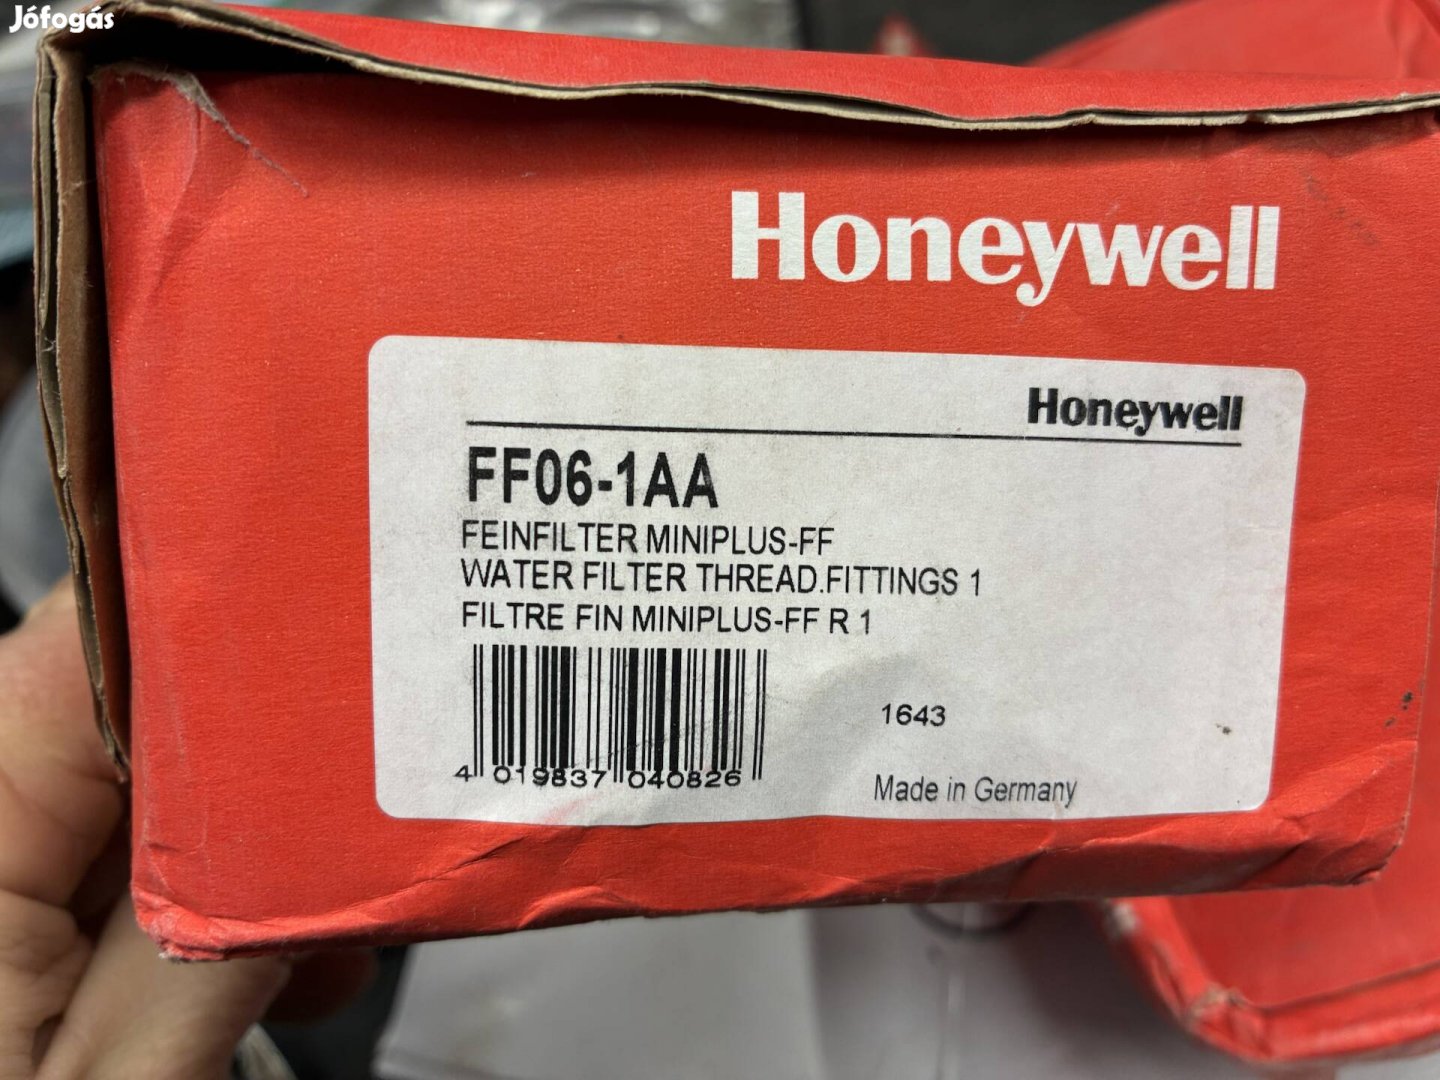 Jófogás
Honeywell
Honeywell
FF06-1AA
FEINFILTER MINIPLUS-FF
WATER FILTER THREAD.FITTINGS 1
FILTRE FIN MINIPLUS-FF R 1
1643
4 019837 040826
Made in Germany